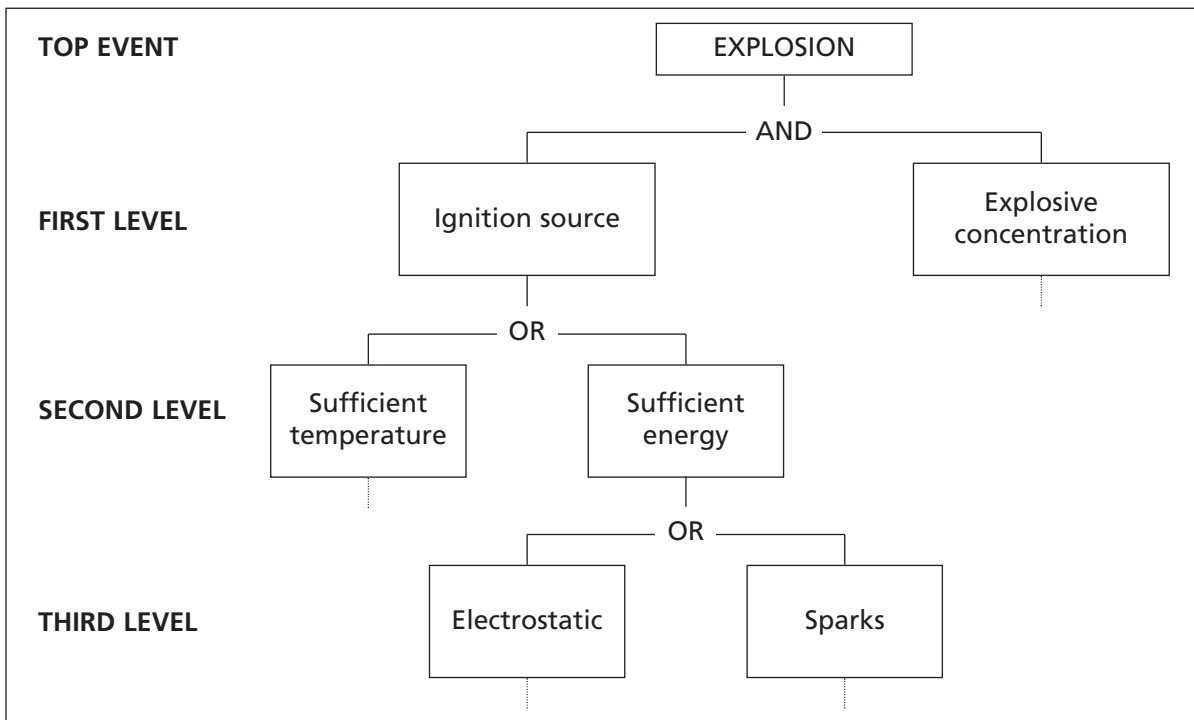 TOP EVENT
EXPLOSION
AND
FIRST LEVEL
Ignition source
Explosive
concentration
OR
SECOND LEVEL
Sufficient
temperature
Sufficient
energy
OR
THIRD LEVEL
Electrostatic
Sparks